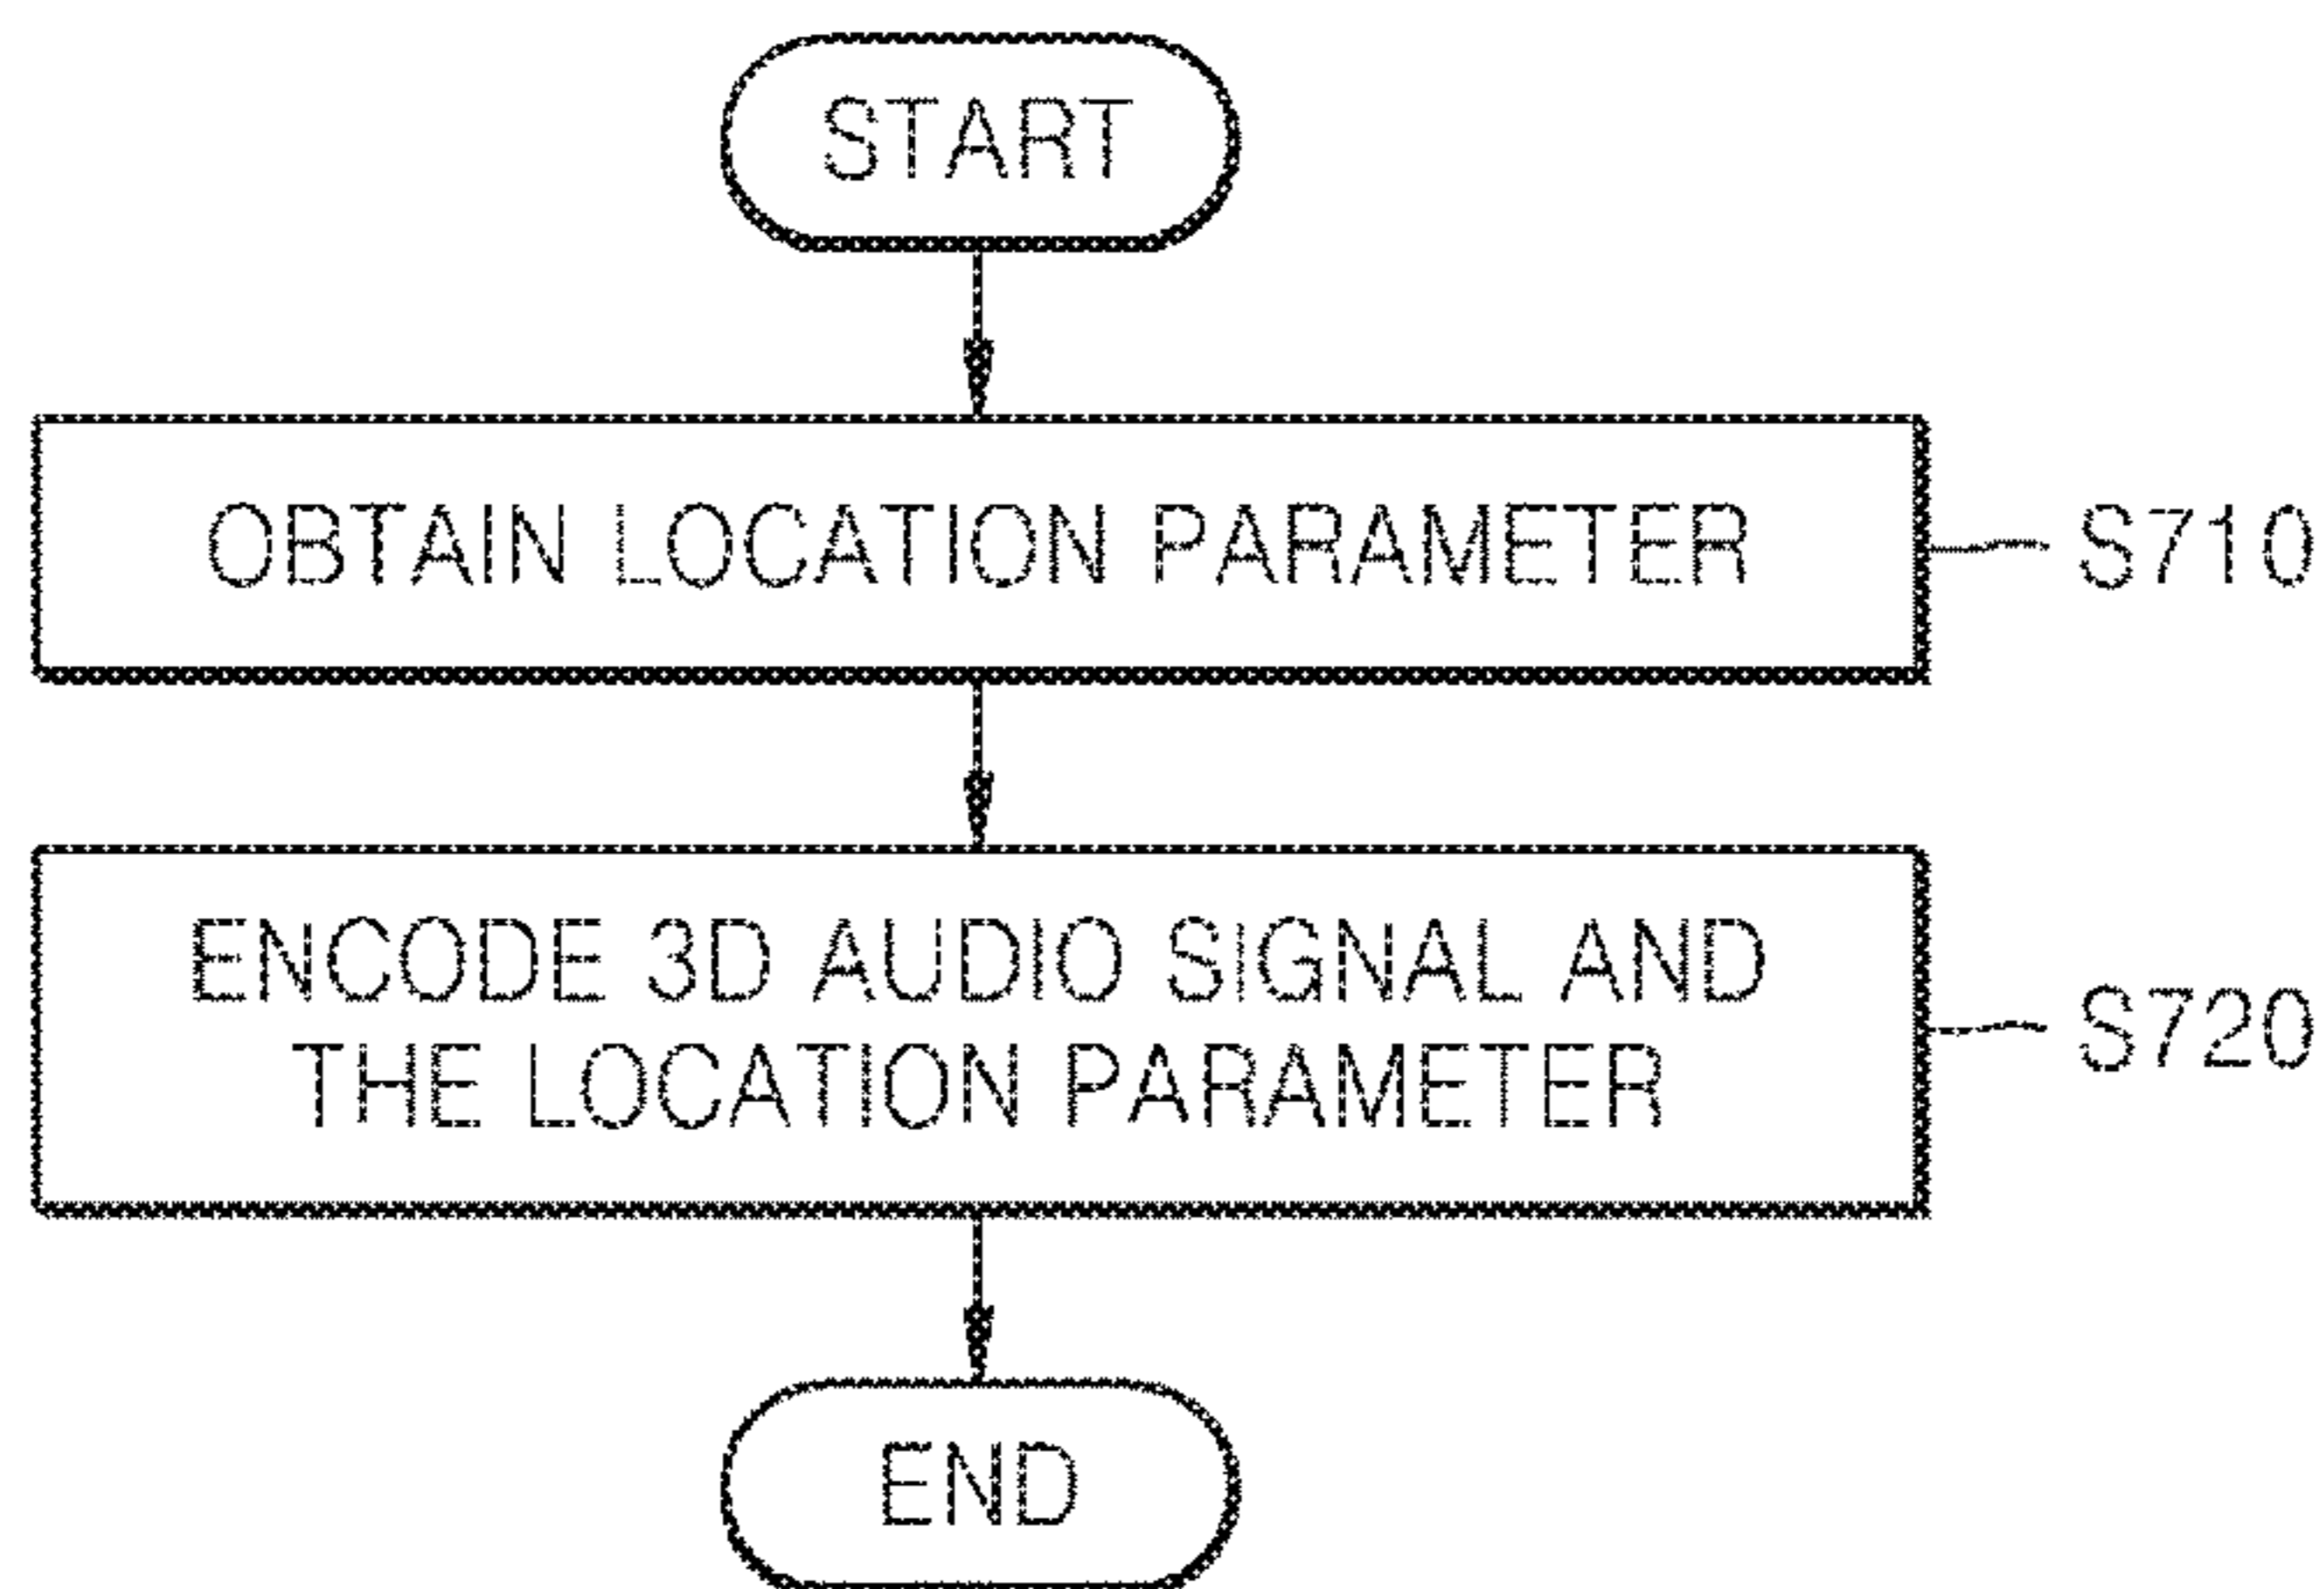 START
OBTAIN LOCATION PARAMETER
S710
ENCODE 3D AUDIO SIGNAL AND
THE LOCATION PARAMETER
S720
END